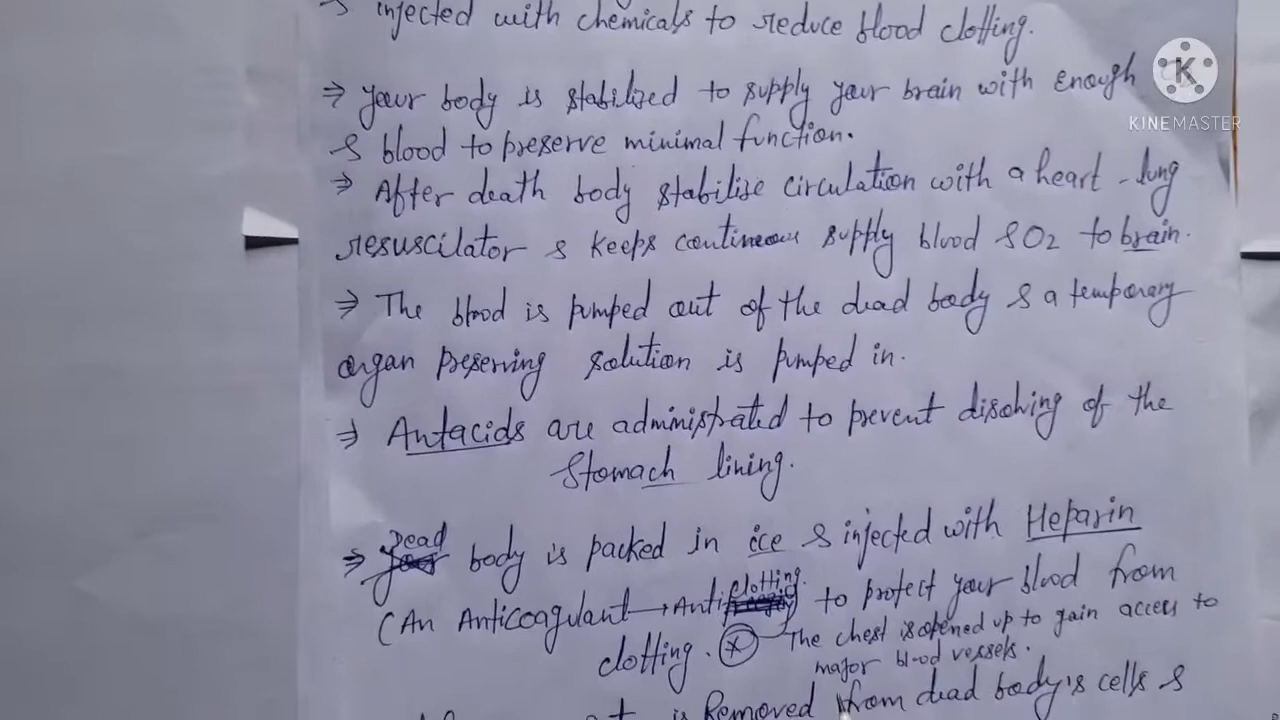 injected with chemicals to reduce blood clotting.
KINEMASTER
⇒ your body is stabilized to supply your brain with enough
& blood to preserve minimal function.
⇒ After death body stabilise circulation with a heart-lung
resuscilator & keeps contineous supply blood & O2 to brain.
⇒ The blood is pumped out of the dead body & a temporary
organ preserving solution is pumped in.
⇒ Antacids are administrated to prevent disolving of the
Stomach lining.
⇒ Dead body is packed in ice & injected with Heparin
(An Anticoagulant → Anti clotting to protect your blood from
clotting. * The chest is opened up to gain access to
major blood vessels.
is Removed from dead body's cells &